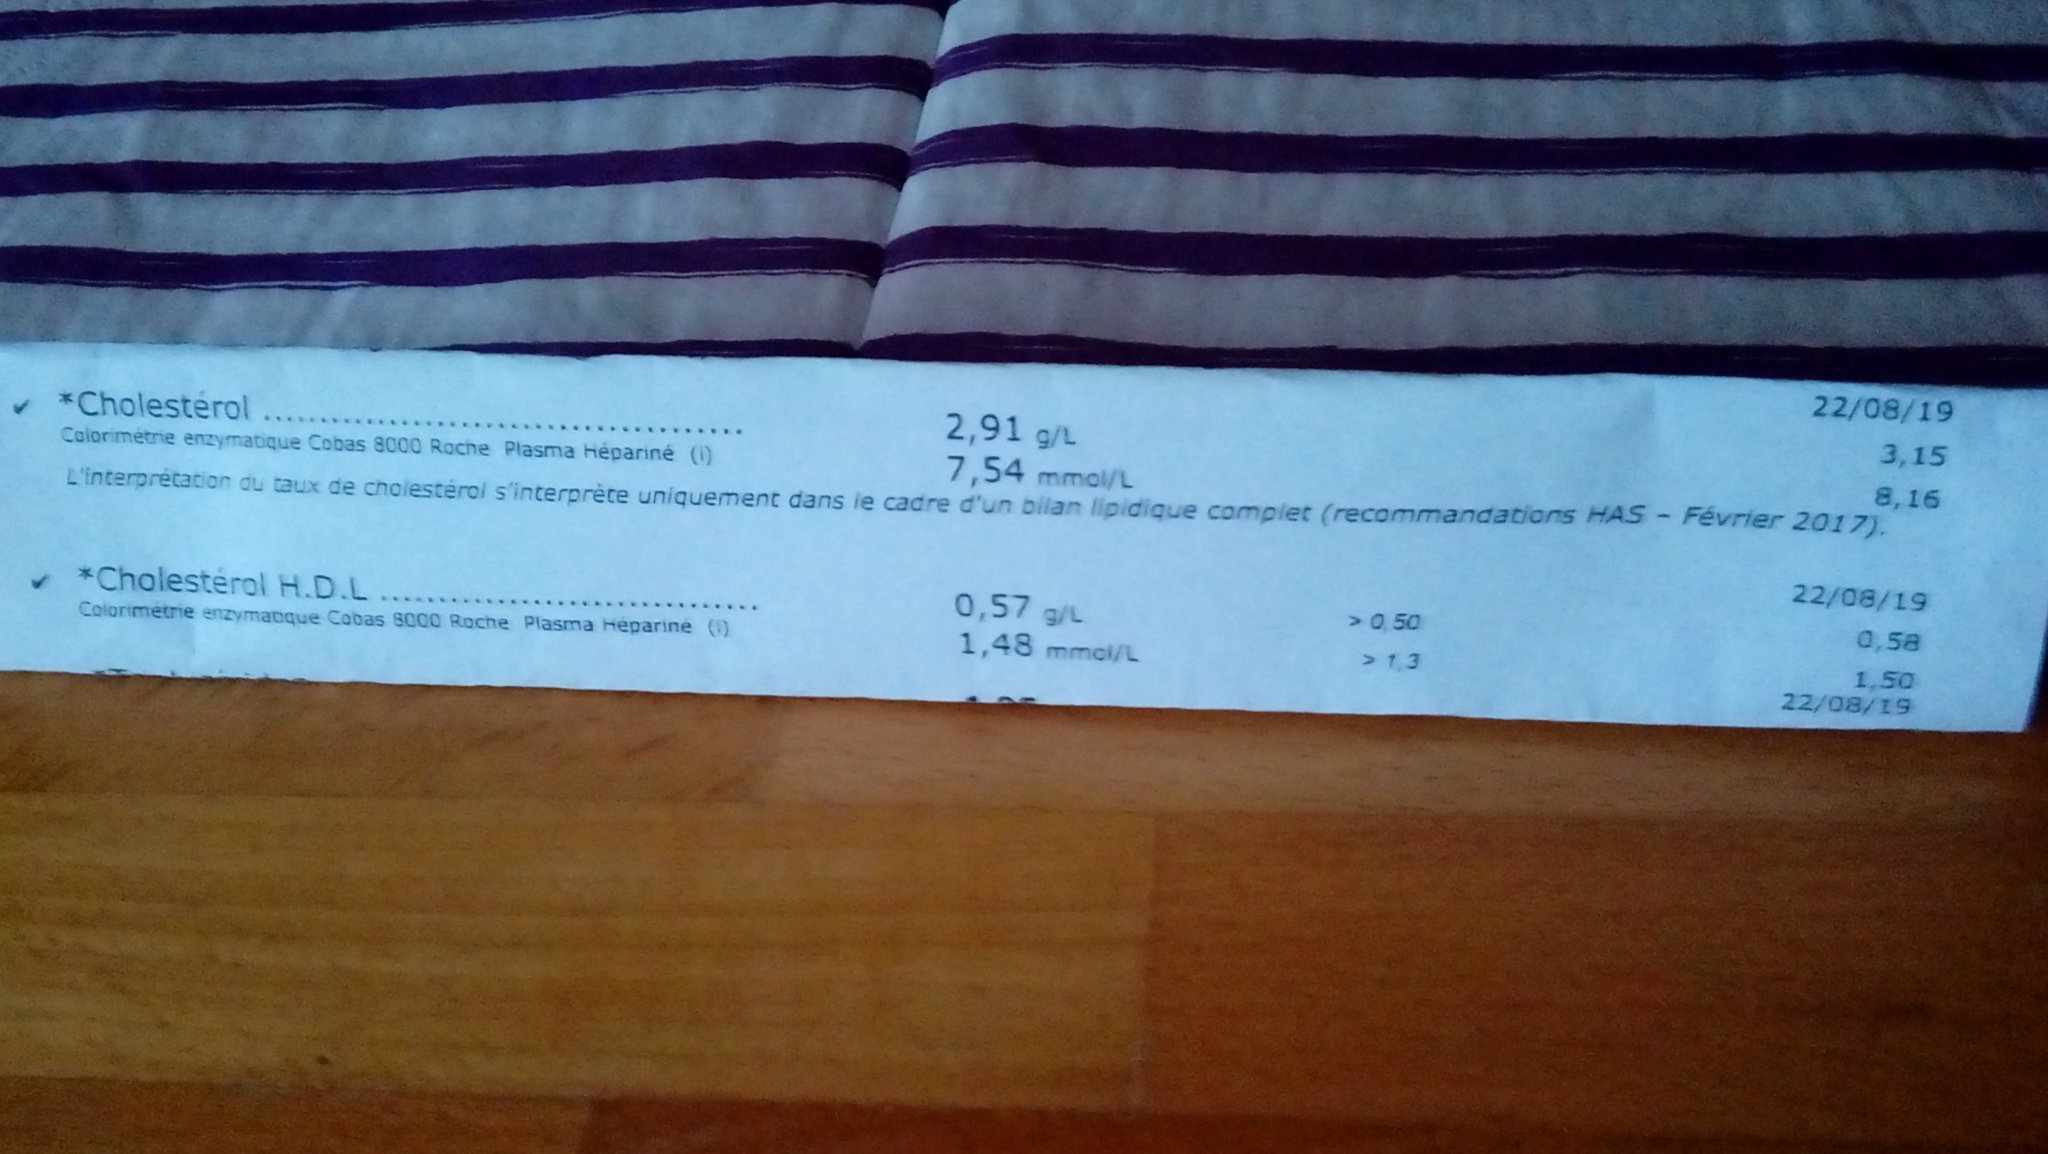 ✔ *Cholestérol ........................................ 2,91 g/L 22/08/19
Colorimétrie enzymatique Cobas 8000 Roche Plasma Hépariné (i) 7,54 mmol/L 3,15
8,16
L'interprétation du taux de cholestérol s'interprète uniquement dans le cadre d'un bilan lipidique complet (recommandations HAS - Février 2017).
✔ *Cholestérol H.D.L ................................ 0,57 g/L > 0,50 22/08/19
Colorimétrie enzymatique Cobas 8000 Roche Plasma Hépariné (i) 1,48 mmol/L > 1,3 0,58
1,50
22/08/19